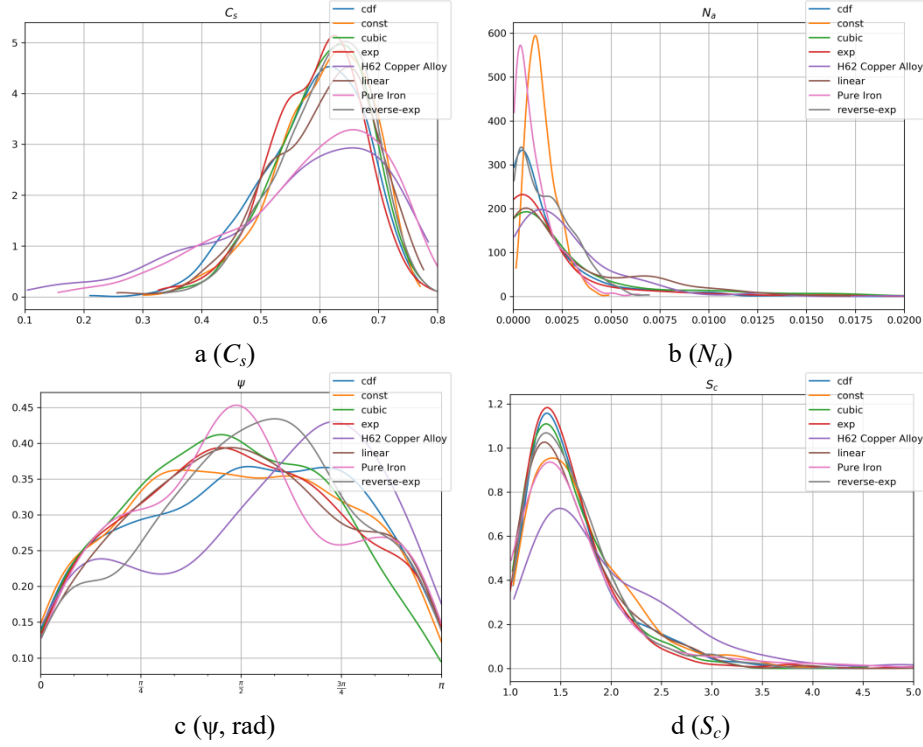 C_s
cdf
const
cubic
exp
H62 Copper Alloy
linear
Pure Iron
reverse-exp
5
4
3
2
1
0
0.1 0.2 0.3 0.4 0.5 0.6 0.7 0.8
a (C_s)
N_a
cdf
const
cubic
exp
H62 Copper Alloy
linear
Pure Iron
reverse-exp
600
500
400
300
200
100
0
0.0000 0.0025 0.0050 0.0075 0.0100 0.0125 0.0150 0.0175 0.0200
b (N_a)
ψ
cdf
const
cubic
exp
H62 Copper Alloy
linear
Pure Iron
reverse-exp
0.45
0.40
0.35
0.30
0.25
0.20
0.15
0.10
0 π/4 π/2 3π/4 π
c (ψ, rad)
S_c
cdf
const
cubic
exp
H62 Copper Alloy
linear
Pure Iron
reverse-exp
1.2
1.0
0.8
0.6
0.4
0.2
0.0
1.0 1.5 2.0 2.5 3.0 3.5 4.0 4.5 5.0
d (S_c)